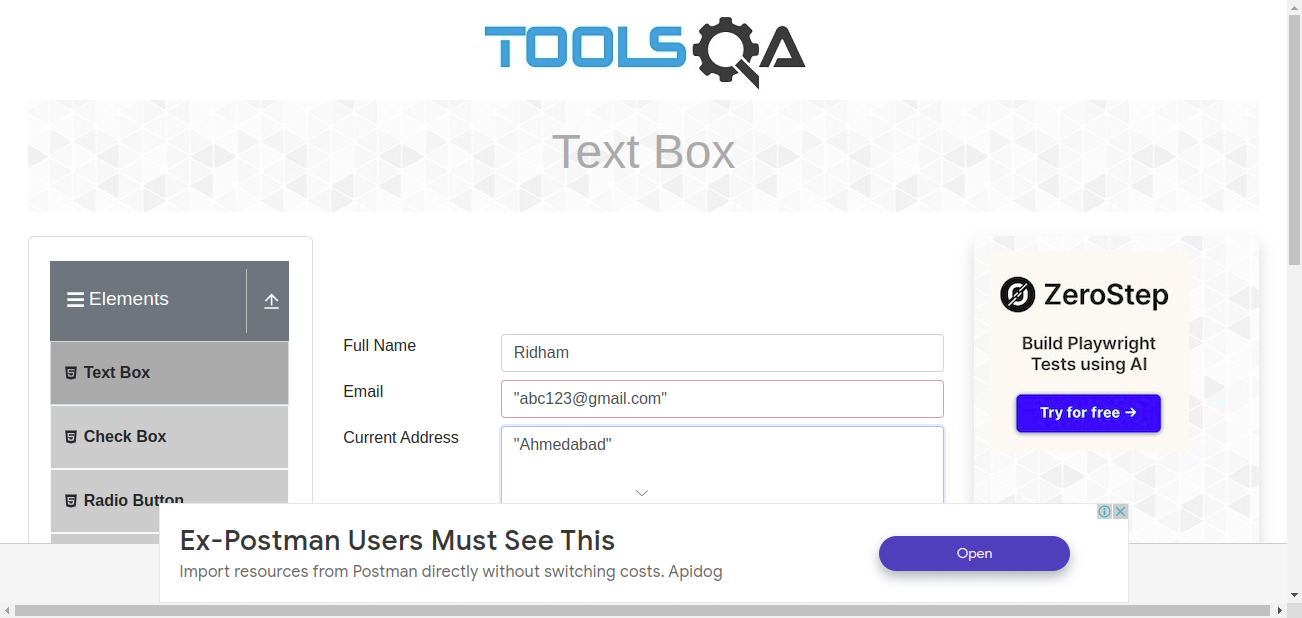 TOOLSQA
Text Box
Elements
Text Box
Check Box
Radio Button
Full Name
Ridham
Email
"abc123@gmail.com"
Current Address
"Ahmedabad"
ZeroStep
Build Playwright
Tests using AI
Try for free →
Ex-Postman Users Must See This
Import resources from Postman directly without switching costs. Apidog
Open